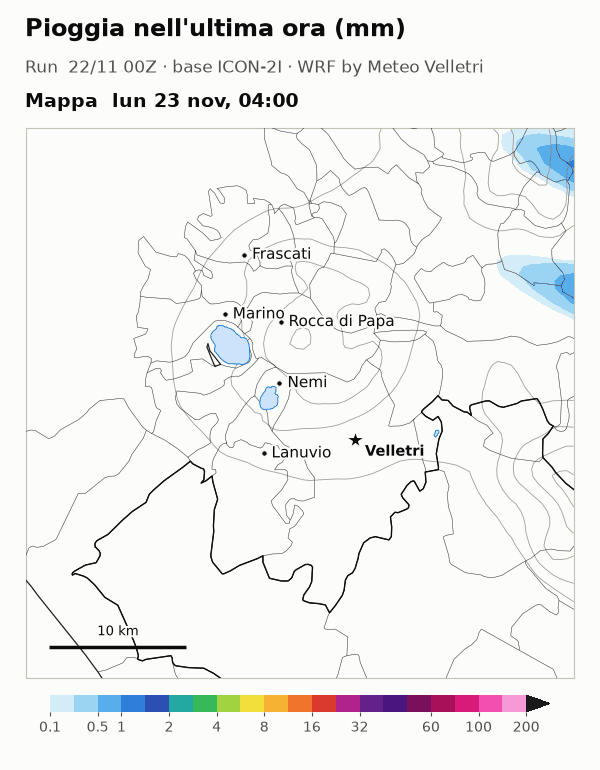 Pioggia nell'ultima ora (mm)
Run  22/11 00Z · base ICON-2I · WRF by Meteo Velletri
Mappa  lun 23 nov, 04:00
Frascati
Marino
Rocca di Papa
Nemi
Velletri
Lanuvio
10 km
0.1 0.5 1 2 4 8 16 32 60 100 200